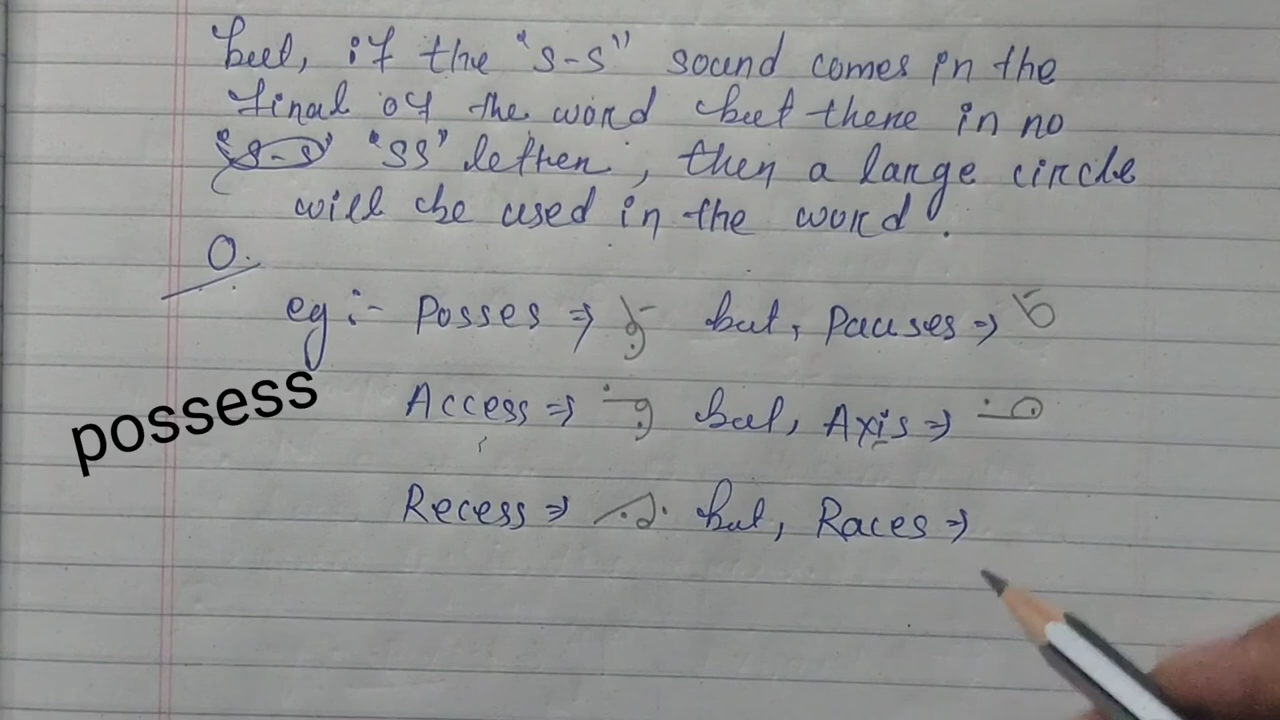 but, if the "s-s" sound comes in the
final of the word but there in no
"s-s" "ss" letter, then a large circle
will be used in the word.
O.
eg:- Posses ⇒ but, Pauses ⇒
possess
Access ⇒ but, Axis ⇒
Recess ⇒ but, Races ⇒